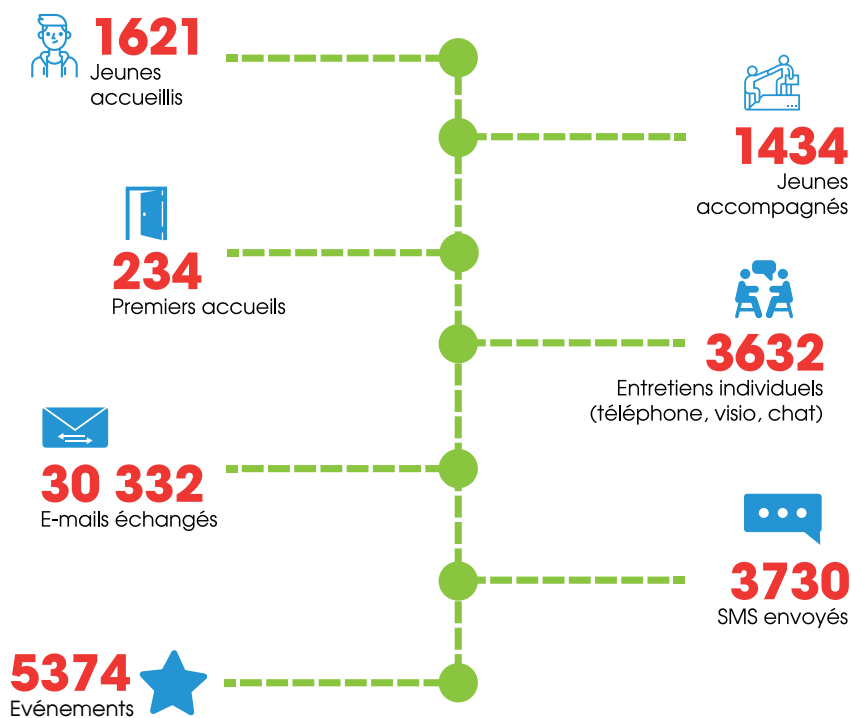 1621
Jeunes
accueillis
1434
Jeunes
accompagnés
234
Premiers accueils
3632
Entretiens individuels
(téléphone, visio, chat)
30 332
E-mails échangés
3730
SMS envoyés
5374
Evénements